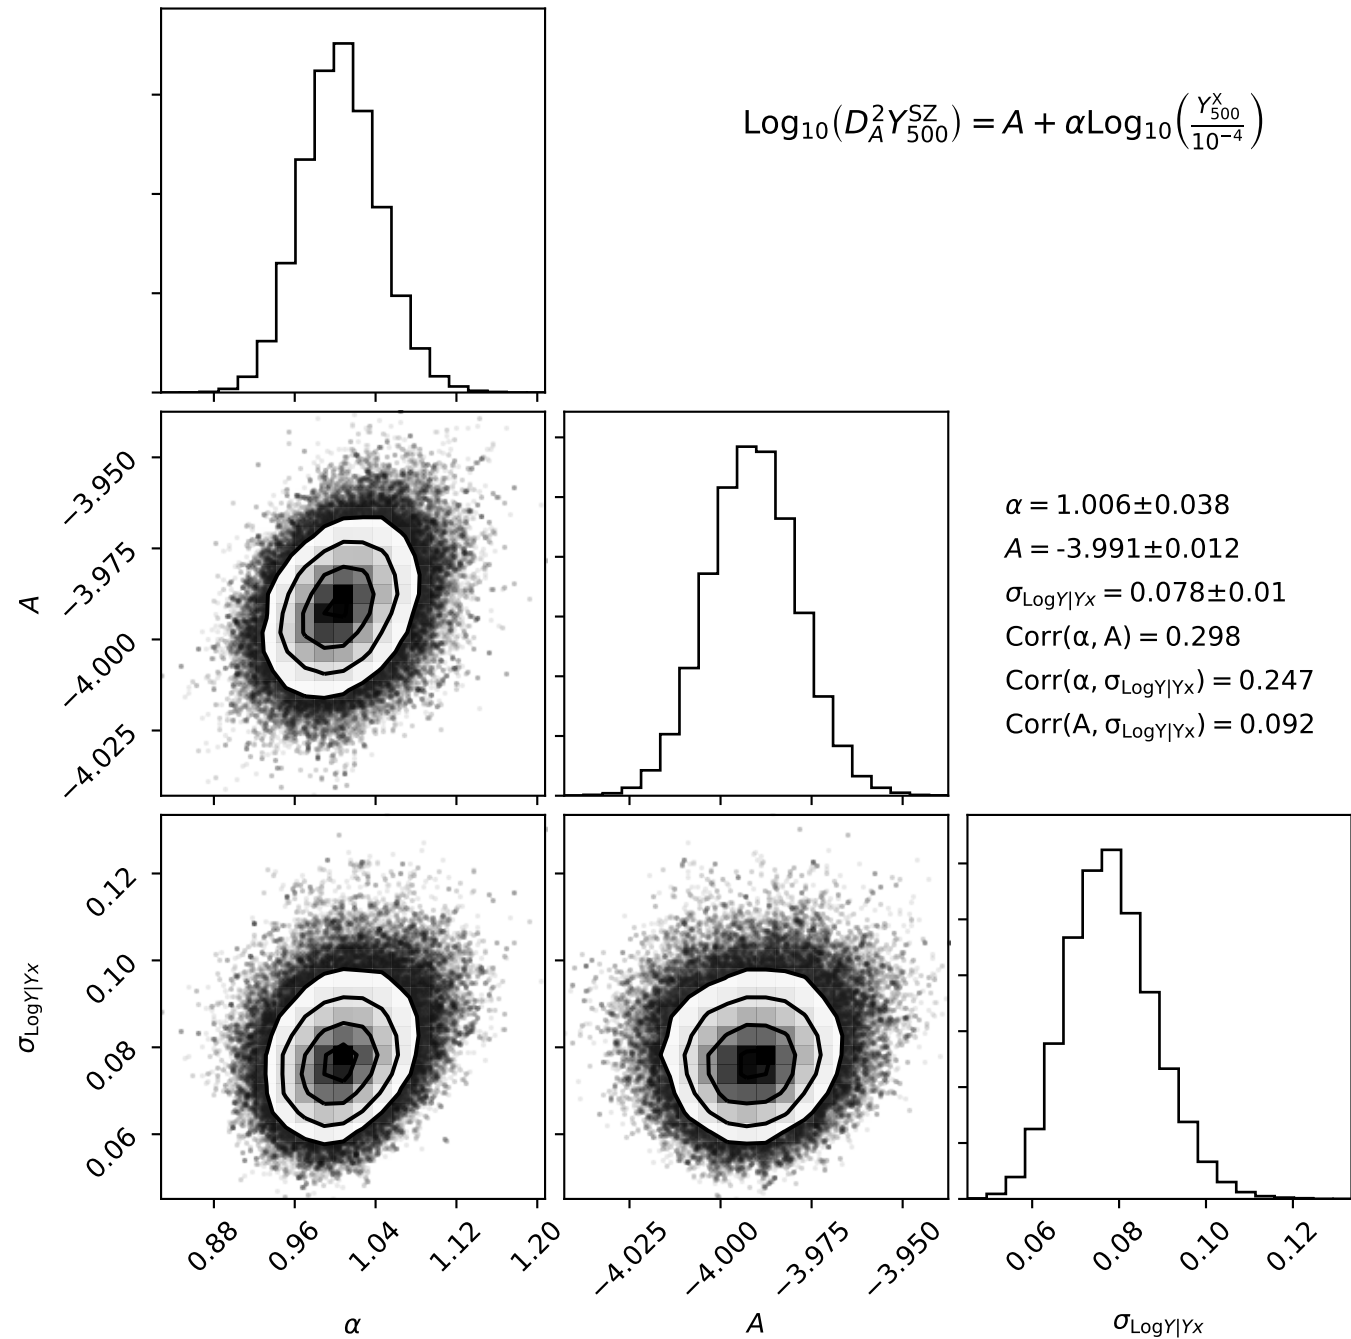 Log₁₀(D_A²Y₅₀₀^SZ) = A + αLog₁₀(Y₅₀₀^X / 10⁻⁴)
A
−3.950
−3.975
−4.000
−4.025
α = 1.006±0.038
A = -3.991±0.012
σ_LogY|Yx = 0.078±0.01
Corr(α, A) = 0.298
Corr(α, σ_LogY|Yx) = 0.247
Corr(A, σ_LogY|Yx) = 0.092
σ_LogY|Yx
0.12
0.10
0.08
0.06
0.88 0.96 1.04 1.12 1.20
−4.025 −4.000 −3.975 −3.950
0.06 0.08 0.10 0.12
α
A
σ_LogY|Yx